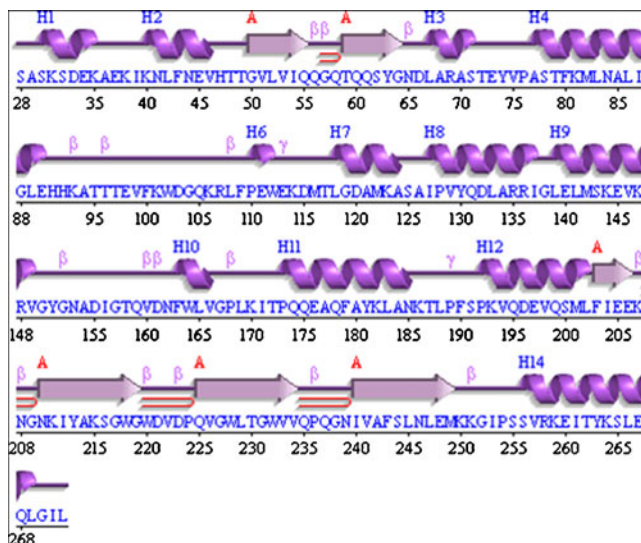 H1 H2 A ββ A β H3 H4
SASKSDEKAEKIKNLFNEVHTTGVLVIQQGQTQQSYGNDLARASTEYVPASTFKMLNALI
28 35 40 45 50 55 60 65 70 75 80 85
β β β H6 γ H7 H8 H9
GLEHHKATTTEVFKWDGQKRLFPEWEKDMTLGDAMKASAIPVYQDLARRIGLELMSKEVK
88 95 100 105 110 115 120 125 130 135 140 145
β ββ H10 β H11 γ H12 A β
RVGYGNADIGTQVDNFWLVGPLKITPQQEAQFAYKLANKTLPFSPKVQDEVQSMLFIEEK
148 155 160 165 170 175 180 185 190 195 200 205
β A β β A β A β H14
NGNKIYAKSGWGWDVDPQVGWLTGWVVQPQGNIVAFSLNLEMKKGIPSSVRKEITYKSLE
208 215 220 225 230 235 240 245 250 255 260 265
QLGIL
268